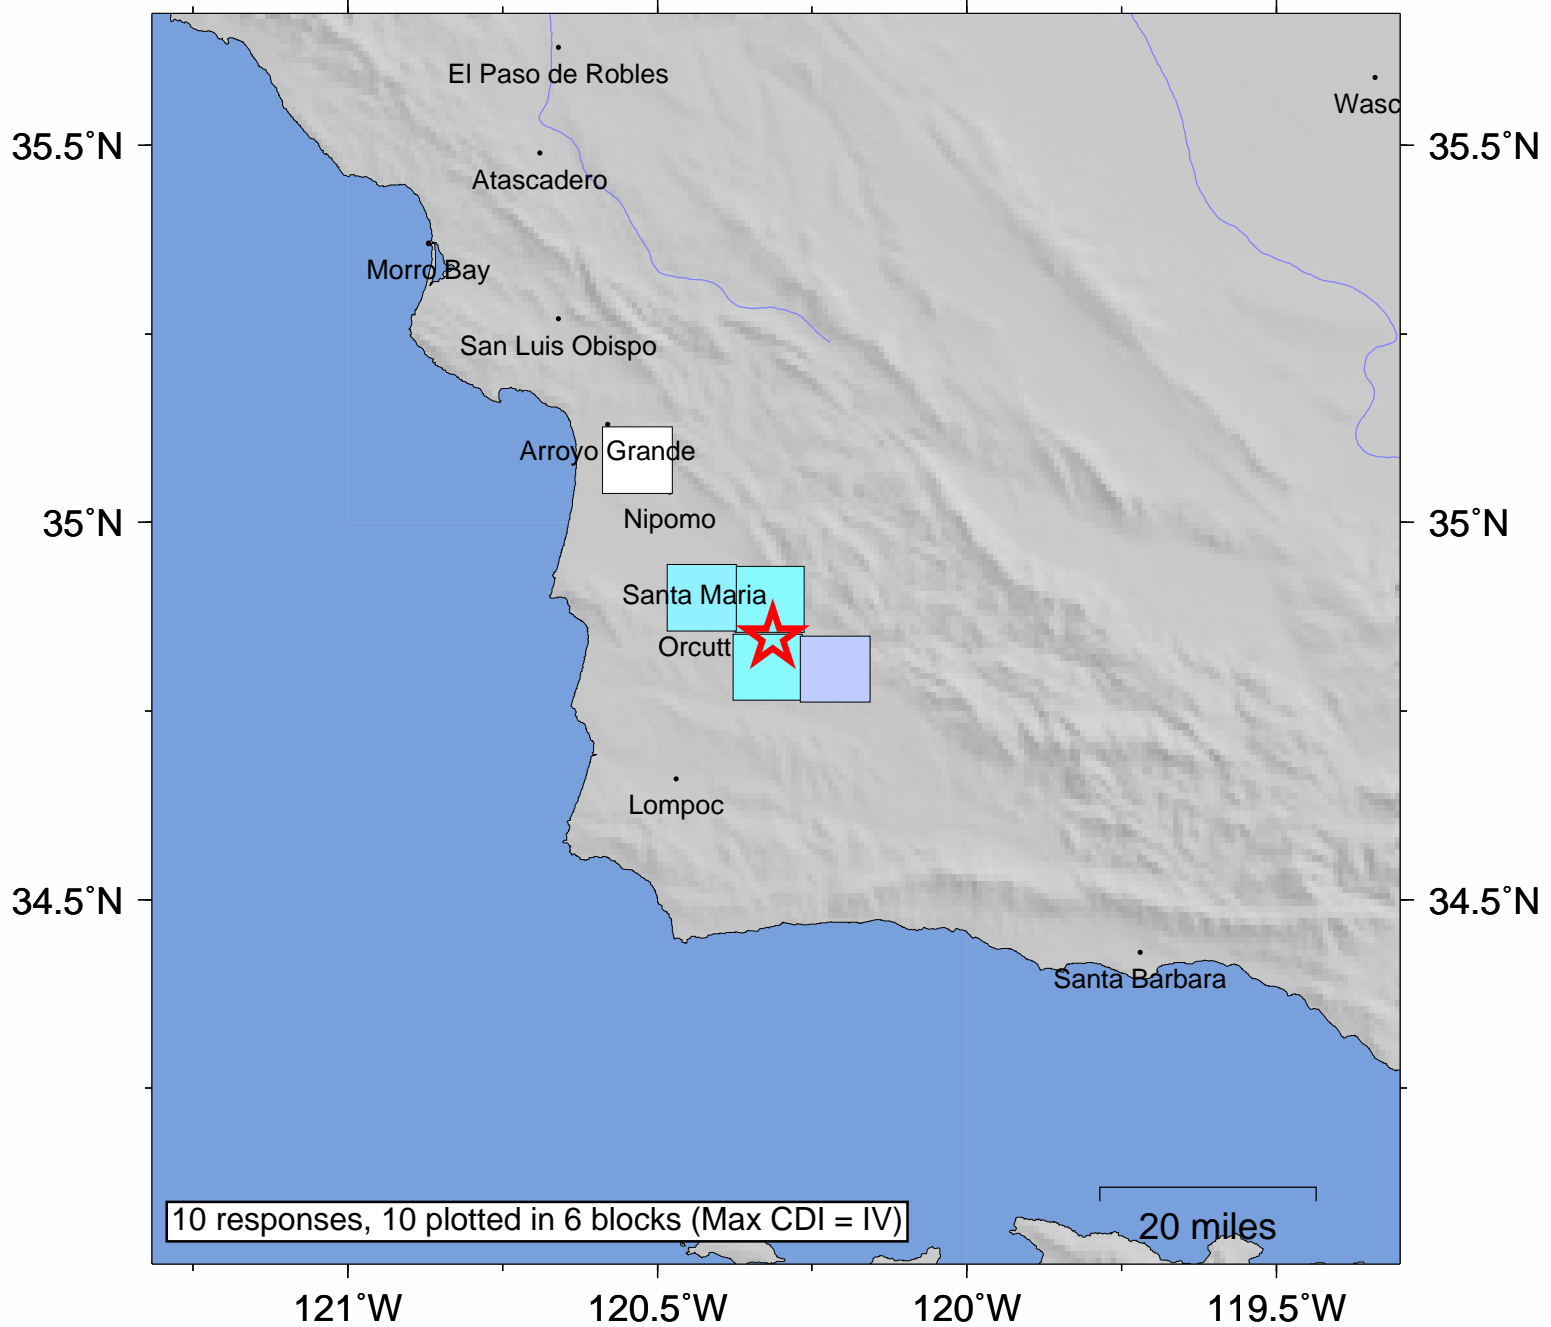 El Paso de Robles
Wasc
35.5°N
35.5°N
Atascadero
Morro Bay
San Luis Obispo
Arroyo Grande
Nipomo
35°N
35°N
Santa Maria
Orcutt
Lompoc
34.5°N
34.5°N
Santa Barbara
10 responses, 10 plotted in 6 blocks (Max CDI = IV)
20 miles
121°W
120.5°W
120°W
119.5°W